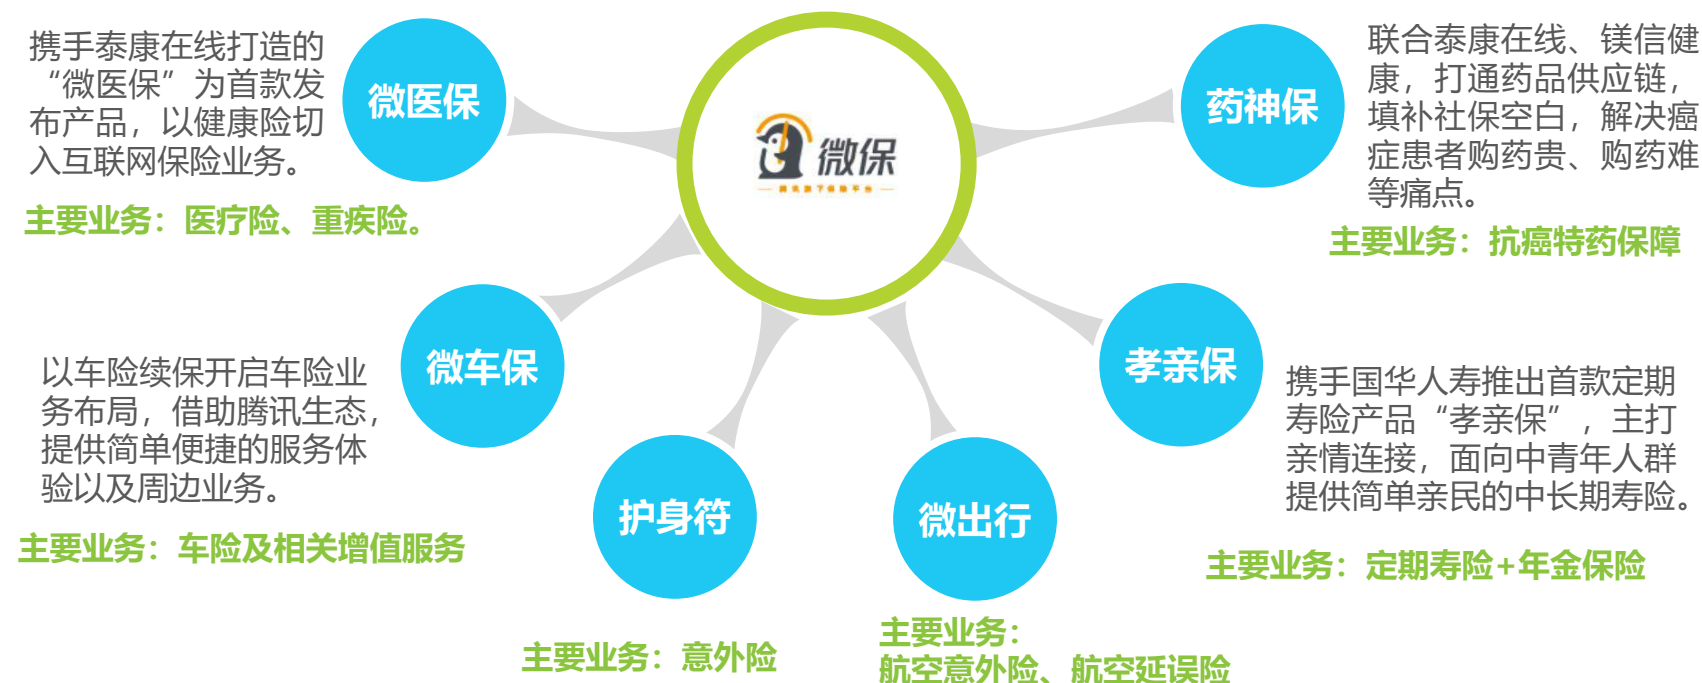 携手泰康在线打造的
“微医保”为首款发
布产品，以健康险切
入互联网保险业务。
主要业务：医疗险、重疾险。
微医保
微保
腾讯旗下保险平台
药神保
联合泰康在线、镁信健
康，打通药品供应链，
填补社保空白，解决癌
症患者购药贵、购药难
等痛点。
主要业务：抗癌特药保障
以车险续保开启车险业
务布局，借助腾讯生态，
提供简单便捷的服务体
验以及周边业务。
主要业务：车险及相关增值服务
微车保
孝亲保
携手国华人寿推出首款定期
寿险产品“孝亲保”，主打
亲情连接，面向中青年人群
提供简单亲民的中长期寿险。
主要业务：定期寿险+年金保险
护身符
主要业务：意外险
微出行
主要业务：
航空意外险、航空延误险